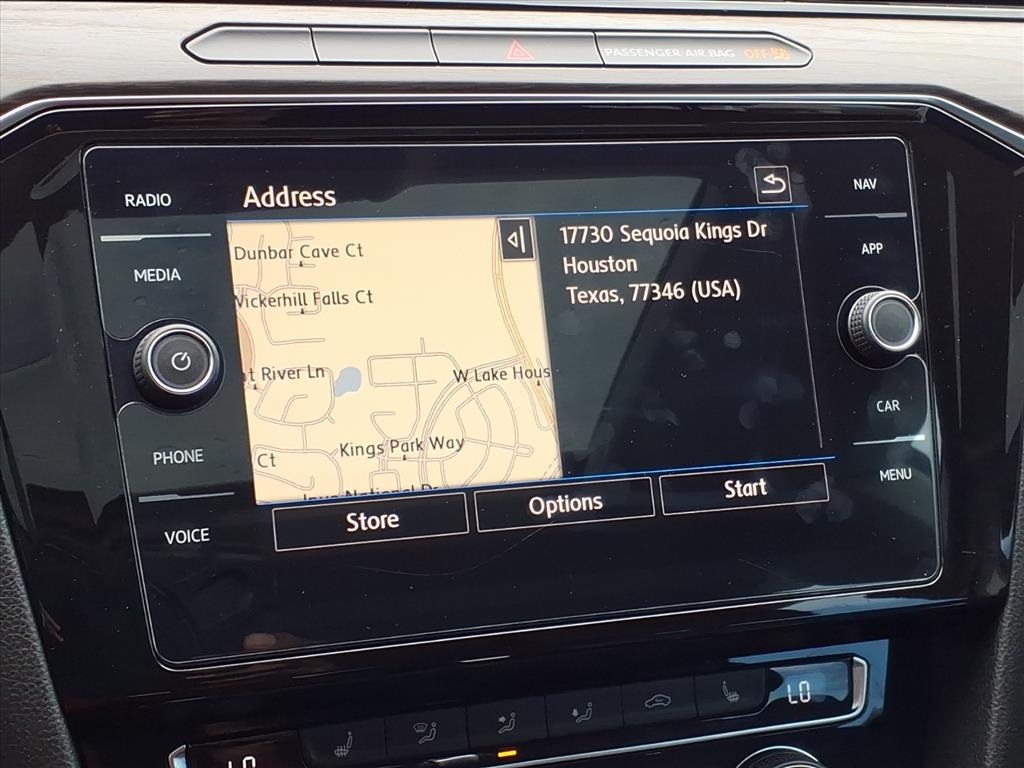 PASSENGER AIR BAG OFF
RADIO
Address
NAV
MEDIA
APP
Dunbar Cave Ct
Vickerhill Falls Ct
t River Ln
W Lake Hous
Kings Park Way
Ct
17730 Sequoia Kings Dr
Houston
Texas, 77346 (USA)
CAR
PHONE
MENU
Store
Options
Start
VOICE
LO
LO